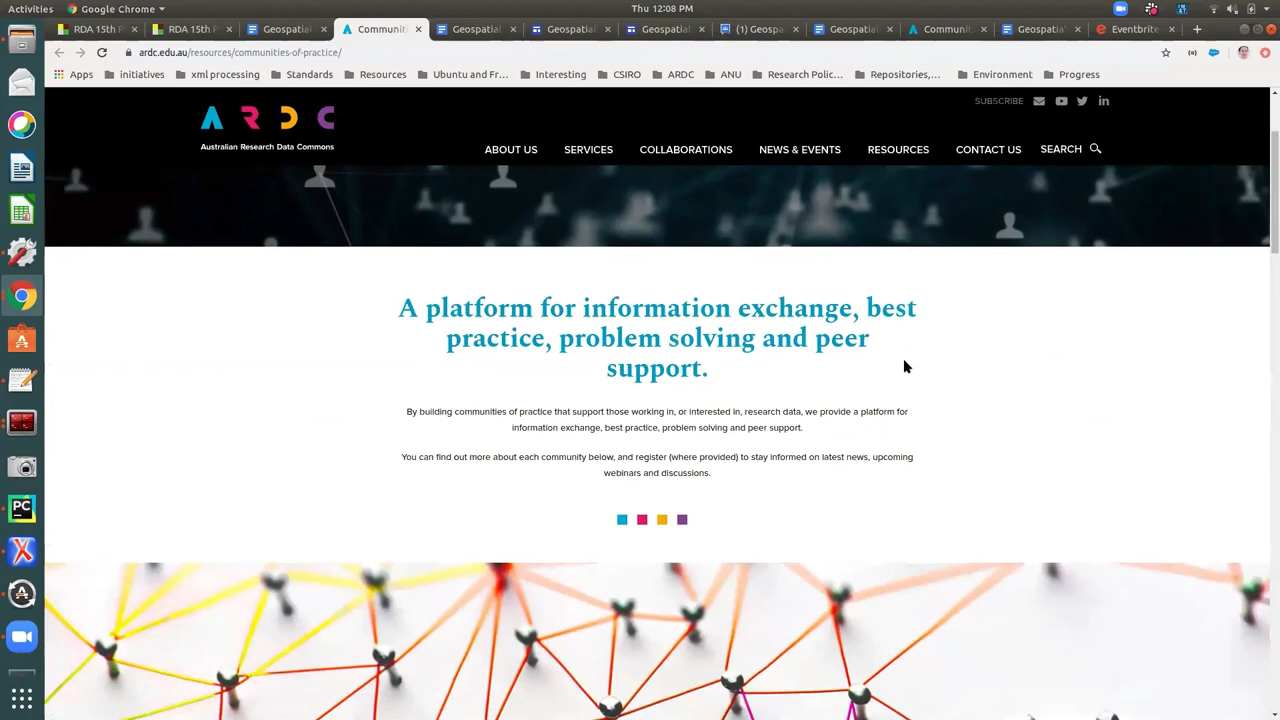 Activities Google Chrome Thu 12:08 PM
RDA 15th P RDA 15th P Geospatial Communiti Geospatial Geospatial Geospatial (1) Geospa Geospatial Communiti Geospatial Eventbrite
ardc.edu.au/resources/communities-of-practice/
Apps initiatives xml processing Standards Resources Ubuntu and Fr... Interesting CSIRO ARDC ANU Research Polic... Repositories,... Environment Progress
SUBSCRIBE
A R D C
Australian Research Data Commons
ABOUT US SERVICES COLLABORATIONS NEWS & EVENTS RESOURCES CONTACT US SEARCH
A platform for information exchange, best
practice, problem solving and peer
support.
By building communities of practice that support those working in, or interested in, research data, we provide a platform for
information exchange, best practice, problem solving and peer support.
You can find out more about each community below, and register (where provided) to stay informed on latest news, upcoming
webinars and discussions.
PC